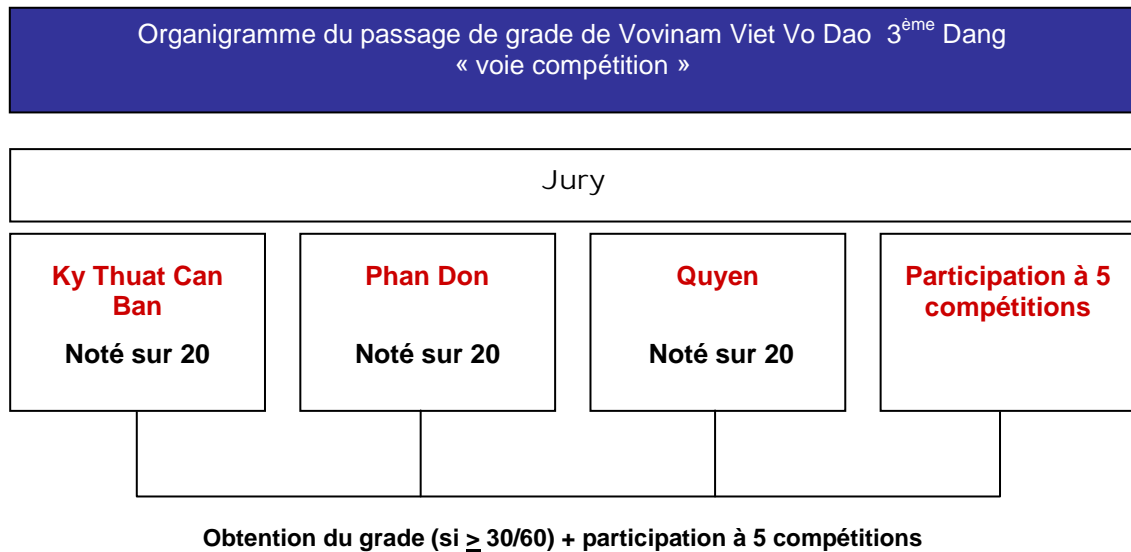 Organigramme du passage de grade de Vovinam Viet Vo Dao 3ème Dang
« voie compétition »
Jury
Ky Thuat Can
Ban
Noté sur 20
Phan Don
Noté sur 20
Quyen
Noté sur 20
Participation à 5
compétitions
Obtention du grade (si ≥ 30/60) + participation à 5 compétitions